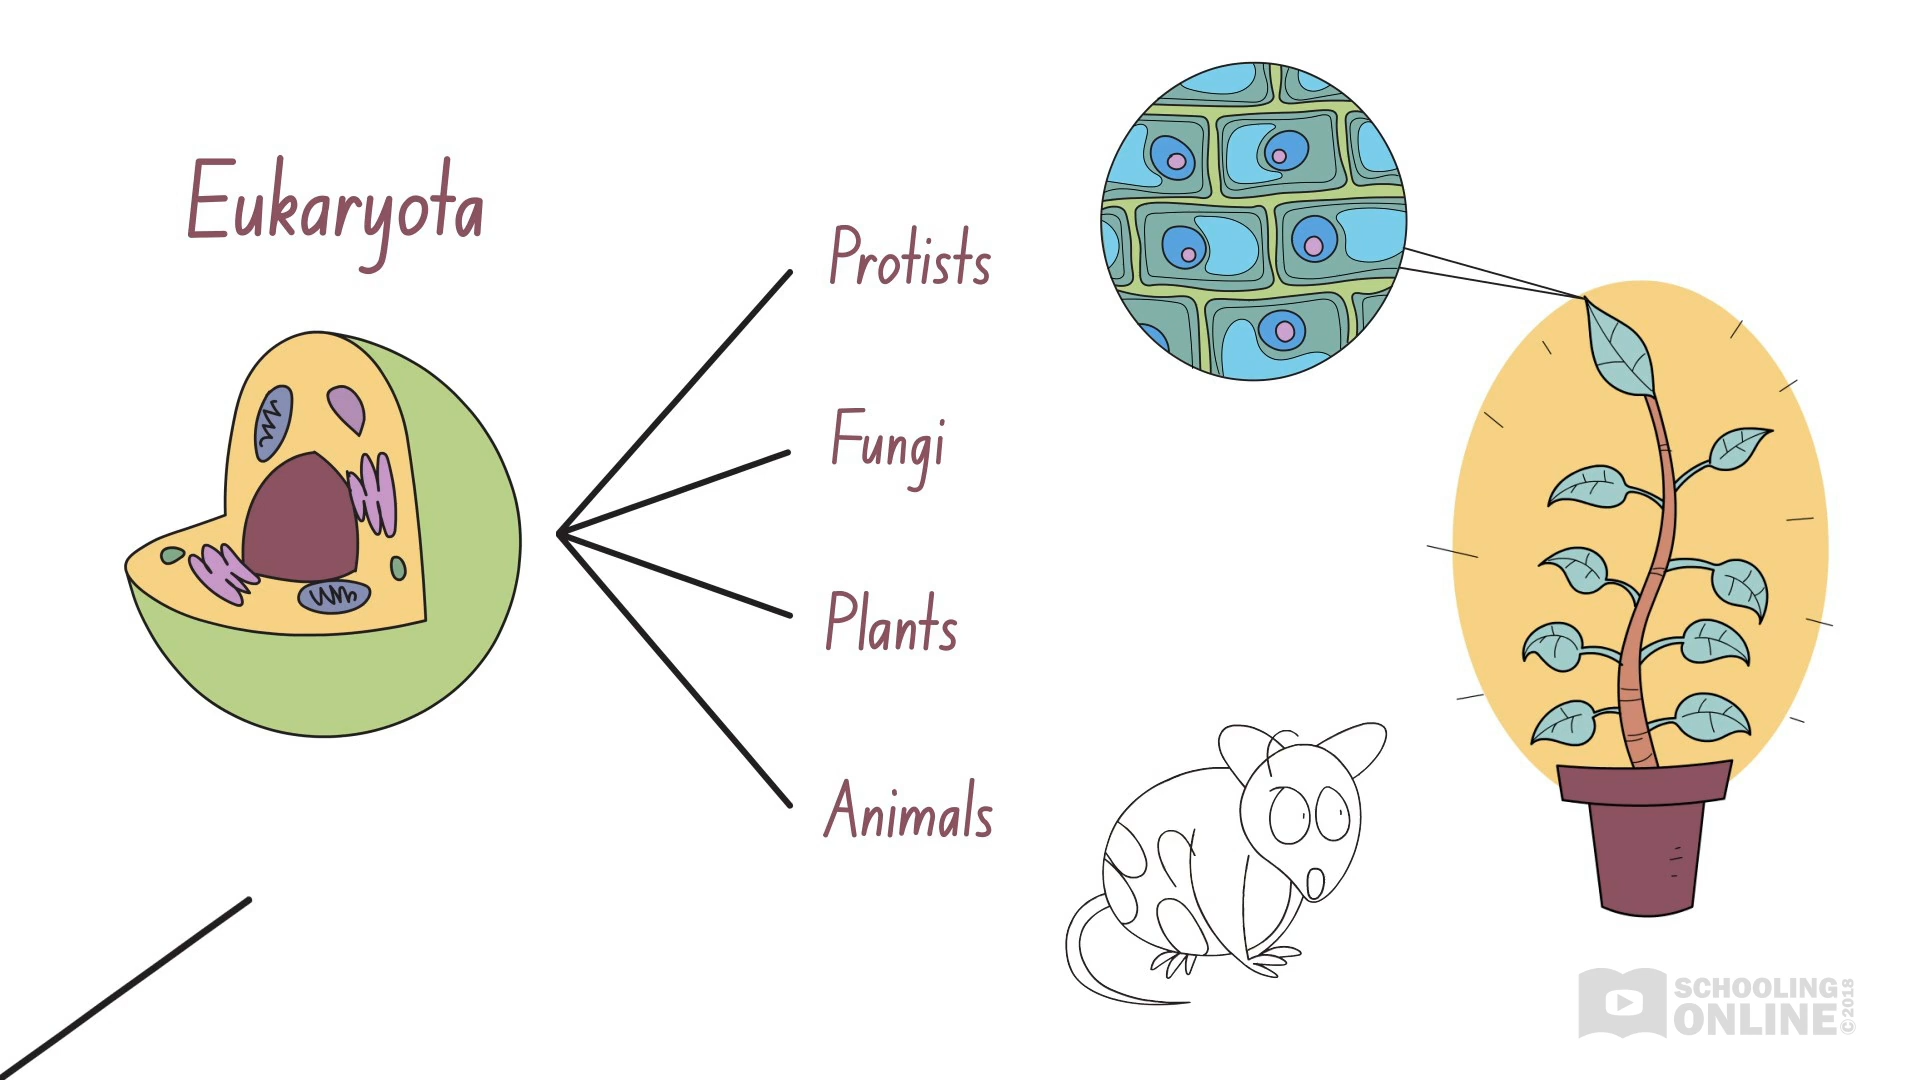 Eukaryota
Protists
Fungi
Plants
Animals
SCHOOLING
ONLINE
©2018